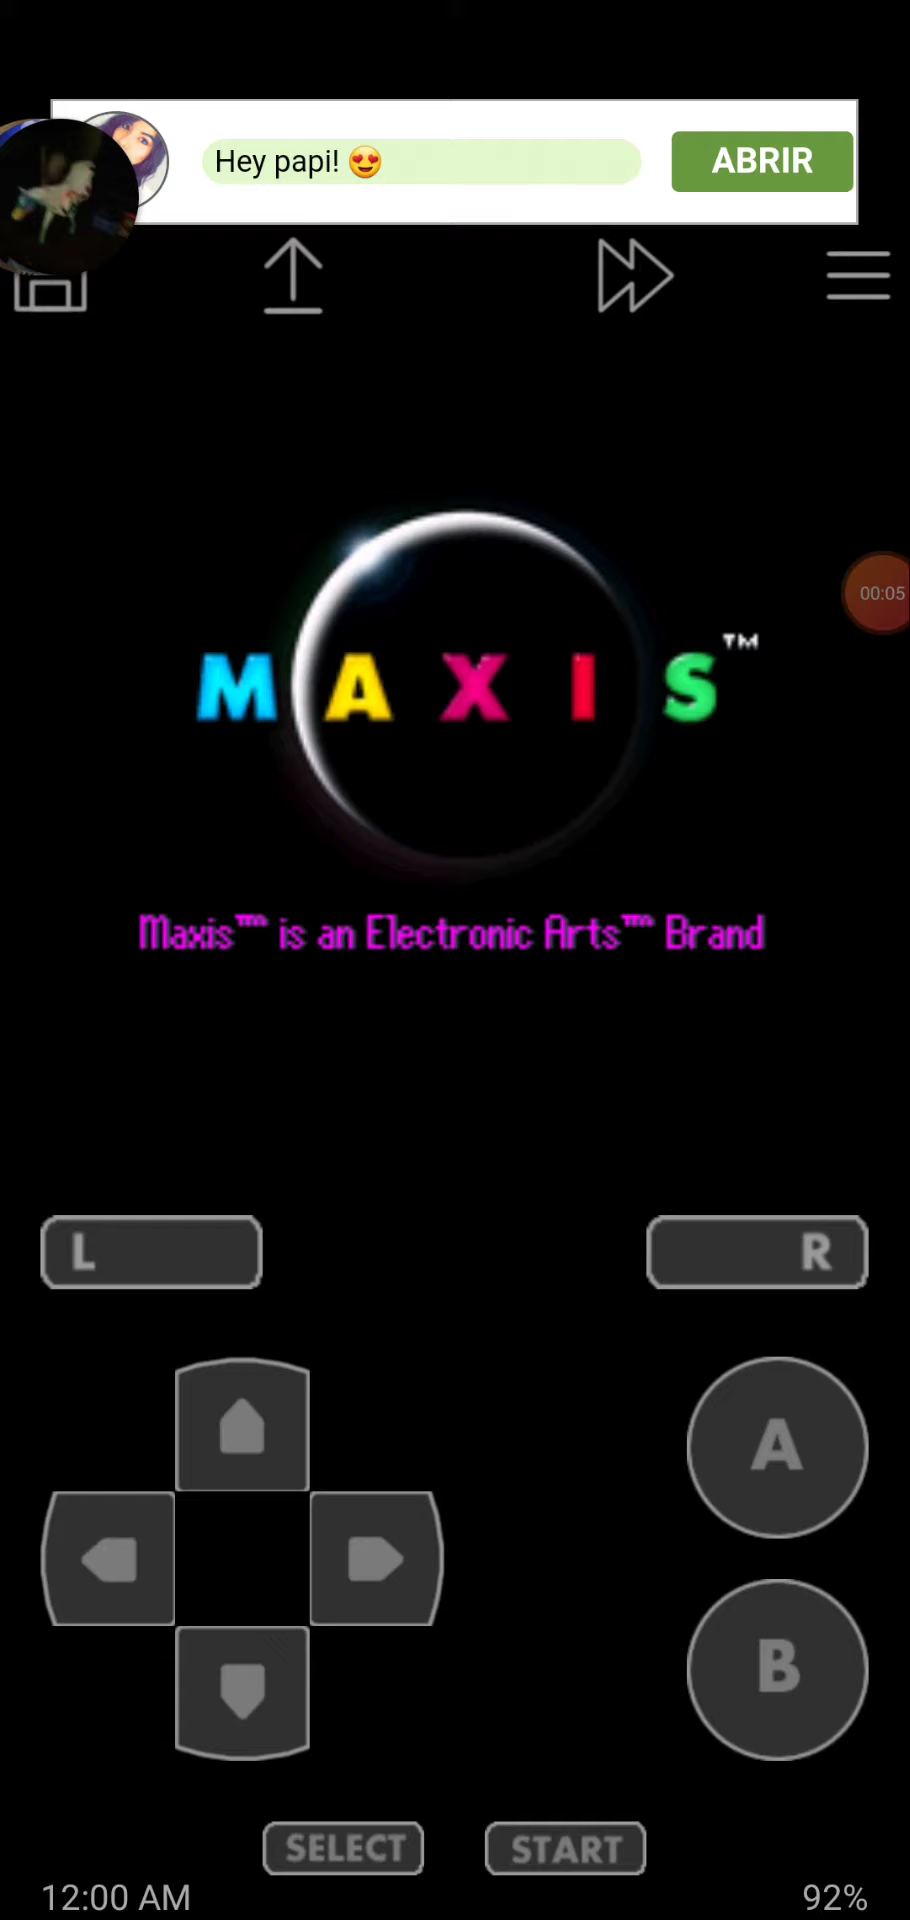 Hey papi! 😍
ABRIR
00:05
MAXIS™
Maxis™ is an Electronic Arts™ Brand
L
R
A
B
SELECT
START
12:00 AM
92%